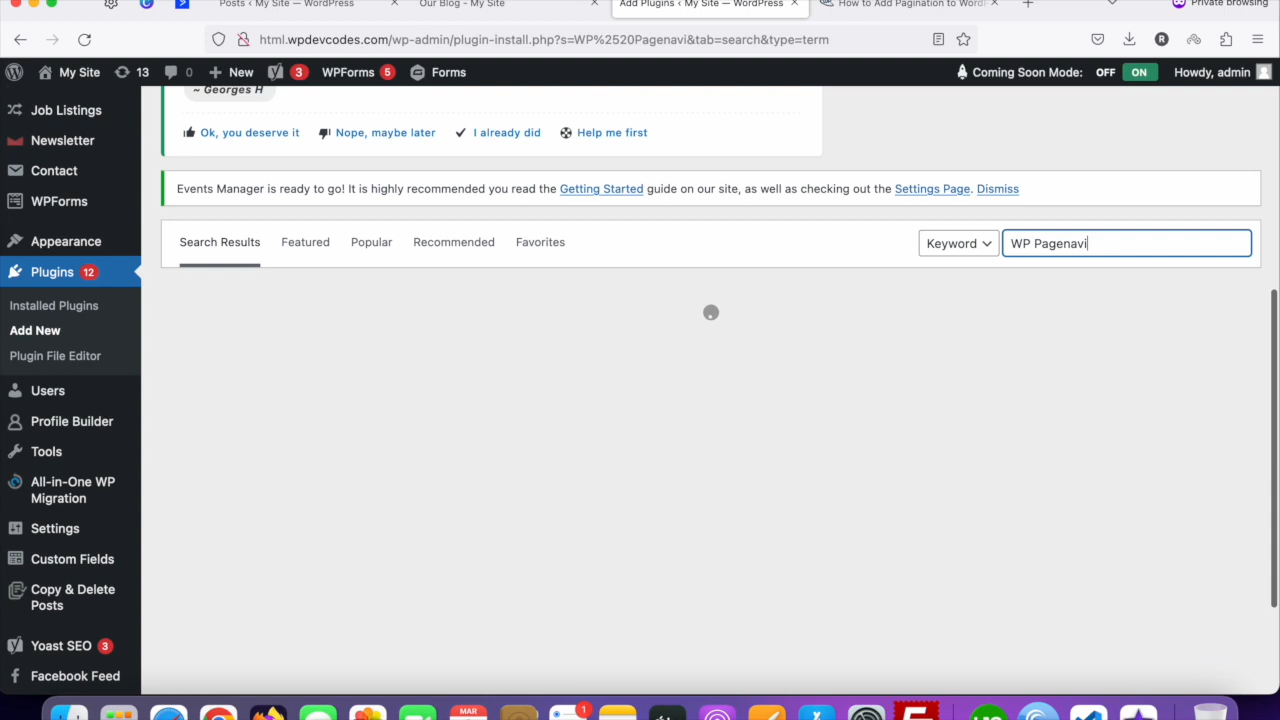 Posts ‹ My Site — WordPress
Our Blog - My Site
Add Plugins ‹ My Site — WordPress
How to Add Pagination to WordP
Private browsing
html.wpdevcodes.com/wp-admin/plugin-install.php?s=WP%2520Pagenavi&tab=search&type=term
My Site
13
0
New
3
WPForms 5
Forms
Coming Soon Mode: OFF ON
Howdy, admin
Job Listings
Newsletter
Contact
WPForms
Appearance
Plugins 12
Installed Plugins
Add New
Plugin File Editor
Users
Profile Builder
Tools
All-in-One WP
Migration
Settings
Custom Fields
Copy & Delete
Posts
Yoast SEO 3
Facebook Feed
~ Georges H
Ok, you deserve it
Nope, maybe later
I already did
Help me first
Events Manager is ready to go! It is highly recommended you read the Getting Started guide on our site, as well as checking out the Settings Page. Dismiss
Search Results
Featured
Popular
Recommended
Favorites
Keyword
WP Pagenavi
MAR
1